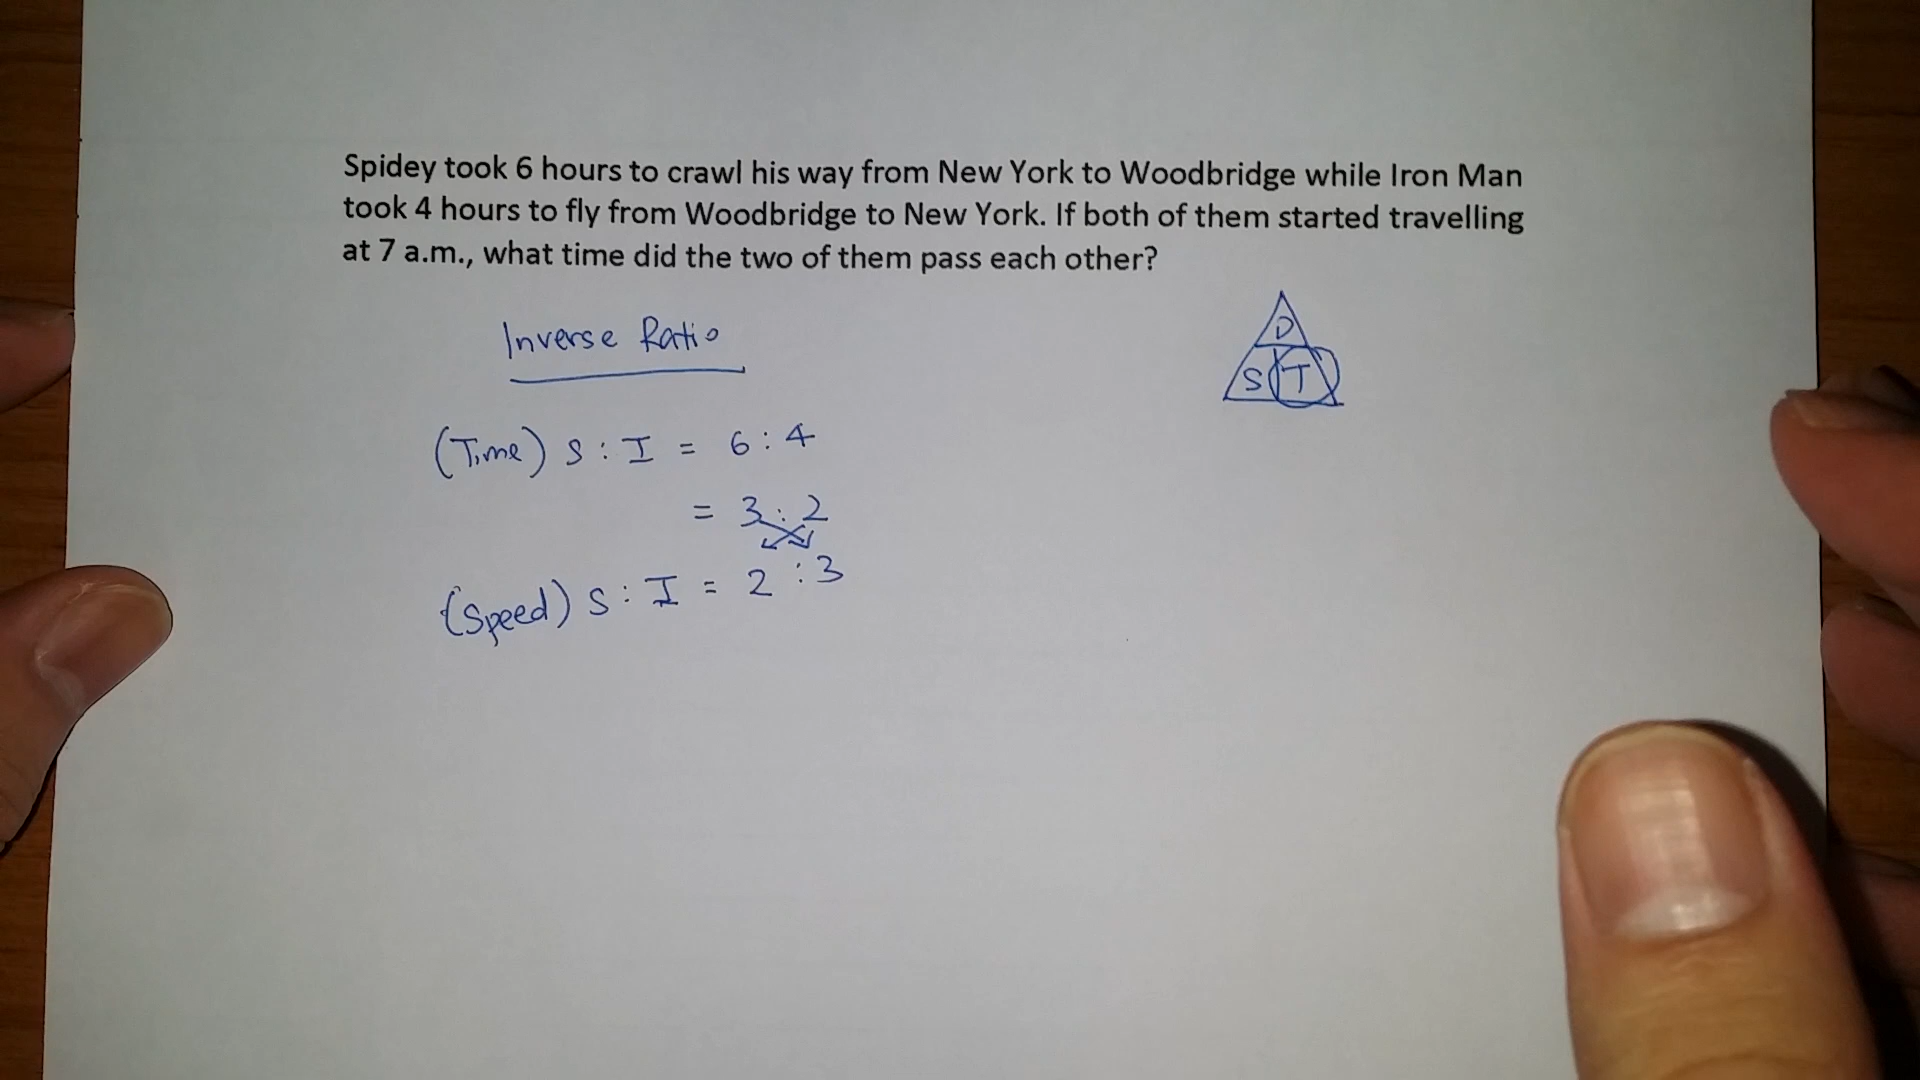 Spidey took 6 hours to crawl his way from New York to Woodbridge while Iron Man
took 4 hours to fly from Woodbridge to New York. If both of them started travelling
at 7 a.m., what time did the two of them pass each other?
Inverse Ratio
D
S T
(Time) S : I = 6 : 4
= 3 : 2
(Speed) S : I = 2 : 3